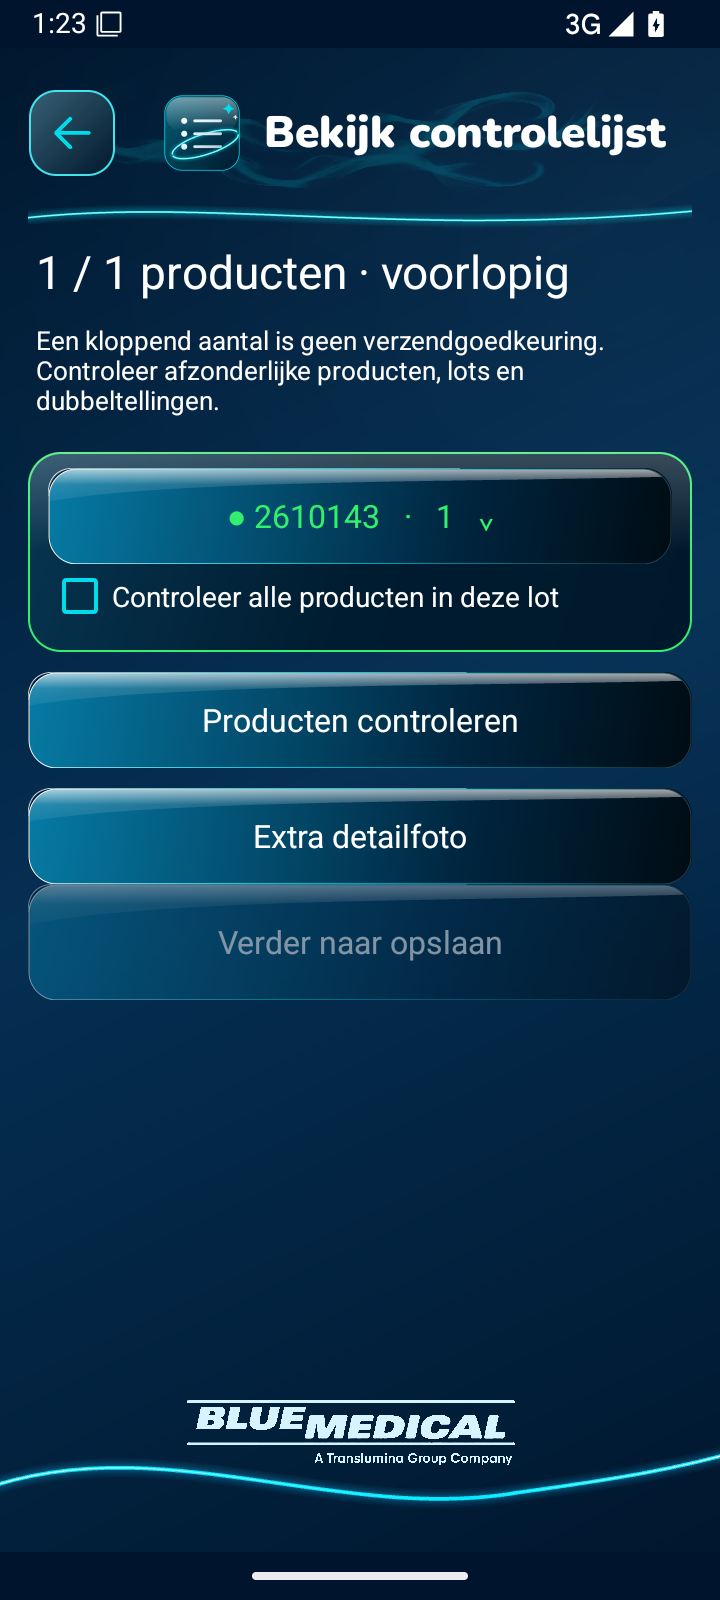 1:23 3G
Bekijk controlelijst
1 / 1 producten · voorlopig
Een kloppend aantal is geen verzendgoedkeuring.
Controleer afzonderlijke producten, lots en
dubbeltellingen.
2610143 · 1 v
Controleer alle producten in deze lot
Producten controleren
Extra detailfoto
Verder naar opslaan
BLUEMEDICAL
A Translumina Group Company